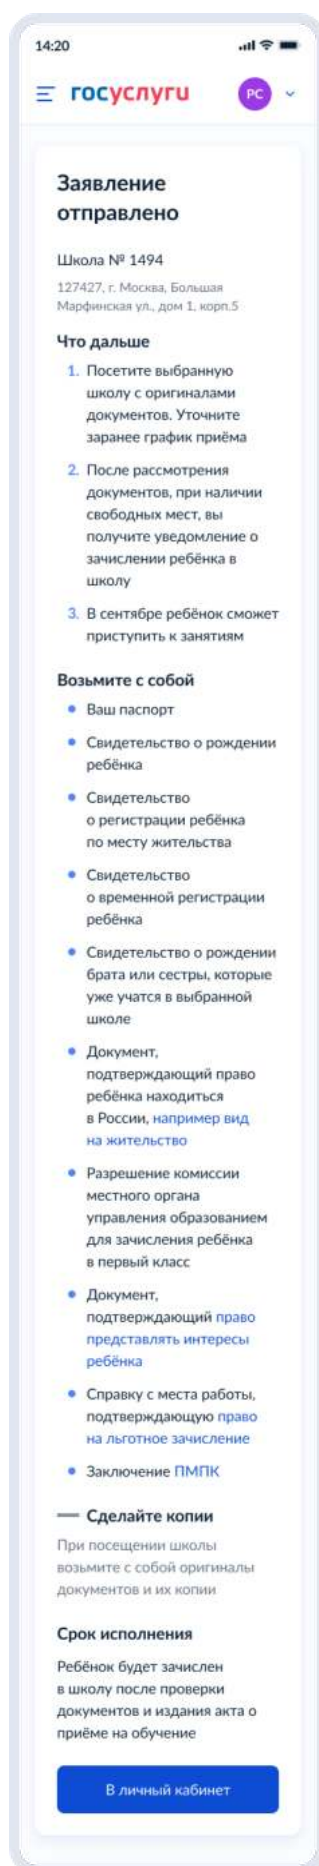 14:20
госуслуги
РС
Заявление
отправлено
Школа № 1494
127427, г. Москва, Большая
Марфинская ул., дом 1, корп.5
Что дальше
1. Посетите выбранную
школу с оригиналами
документов. Уточните
заранее график приёма
2. После рассмотрения
документов, при наличии
свободных мест, вы
получите уведомление о
зачислении ребёнка в
школу
3. В сентябре ребёнок сможет
приступить к занятиям
Возьмите с собой
• Ваш паспорт
• Свидетельство о рождении
ребёнка
• Свидетельство
о регистрации ребёнка
по месту жительства
• Свидетельство
о временной регистрации
ребёнка
• Свидетельство о рождении
брата или сестры, которые
уже учатся в выбранной
школе
• Документ,
подтверждающий право
ребёнка находиться
в России, например вид
на жительство
• Разрешение комиссии
местного органа
управления образованием
для зачисления ребёнка
в первый класс
• Документ,
подтверждающий право
представлять интересы
ребёнка
• Справку с места работы,
подтверждающую право
на льготное зачисление
• Заключение ПМПК
— Сделайте копии
При посещении школы
возьмите с собой оригиналы
документов и их копии
Срок исполнения
Ребёнок будет зачислен
в школу после проверки
документов и издания акта о
приёме на обучение
В личный кабинет